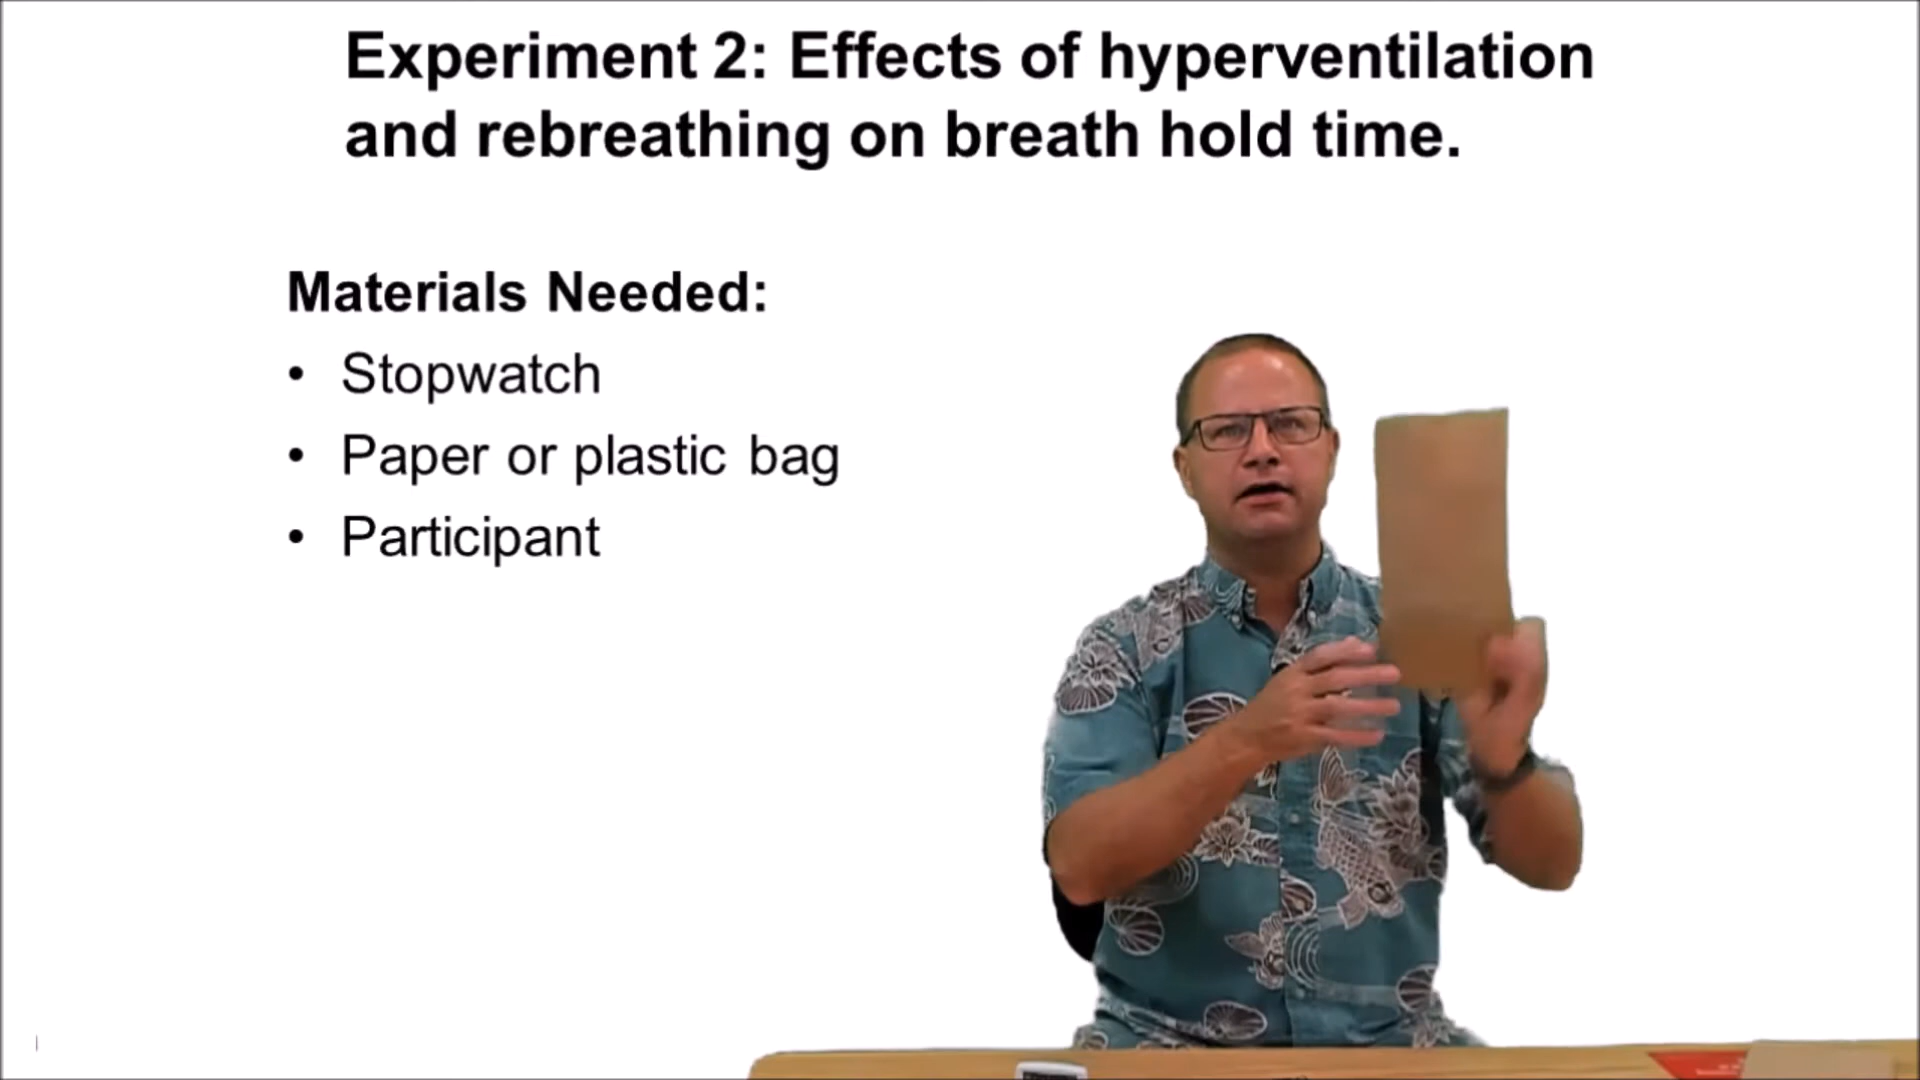 Experiment 2: Effects of hyperventilation
and rebreathing on breath hold time.
Materials Needed:
• Stopwatch
• Paper or plastic bag
• Participant